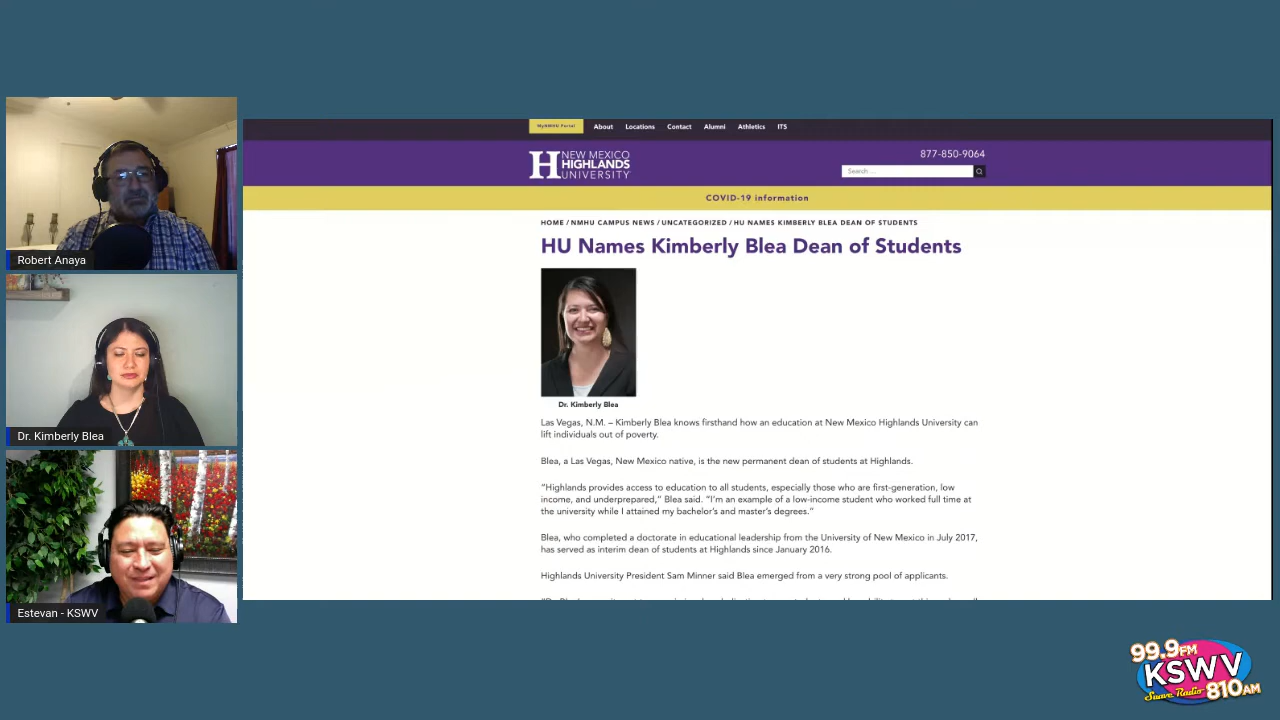 Robert Anaya
Dr. Kimberly Blea
Estevan - KSWV
MyNMHU Portal
About
Locations
Contact
Alumni
Athletics
ITS
H NEW MEXICO
HIGHLANDS
UNIVERSITY
877-850-9064
Search ...
COVID-19 information
HOME / NMHU CAMPUS NEWS / UNCATEGORIZED / HU NAMES KIMBERLY BLEA DEAN OF STUDENTS
HU Names Kimberly Blea Dean of Students
Dr. Kimberly Blea
Las Vegas, N.M. – Kimberly Blea knows firsthand how an education at New Mexico Highlands University can
lift individuals out of poverty.
Blea, a Las Vegas, New Mexico native, is the new permanent dean of students at Highlands.
“Highlands provides access to education to all students, especially those who are first-generation, low
income, and underprepared,” Blea said. “I’m an example of a low-income student who worked full time at
the university while I attained my bachelor’s and master’s degrees.”
Blea, who completed a doctorate in educational leadership from the University of New Mexico in July 2017,
has served as interim dean of students at Highlands since January 2016.
Highlands University President Sam Minner said Blea emerged from a very strong pool of applicants.
99.9FM
KSWV
Suave Radio 810AM